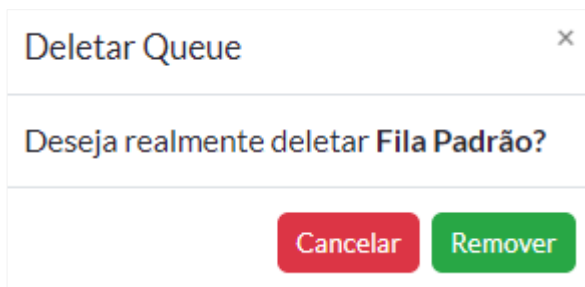 Deletar Queue ×
Deseja realmente deletar Fila Padrão?
Cancelar Remover